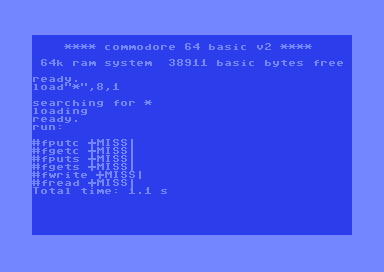 **** commodore 64 basic v2 ****
64k ram system  38911 basic bytes free
ready.
load"*",8,1
searching for *
loading
ready.
run:
#fputc ┼MISS|
#fgetc ┼MISS|
#fputs ┼MISS|
#fgets ┼MISS|
#fwrite ┼MISS|
#fread ┼MISS|
Total time: 1.1 s